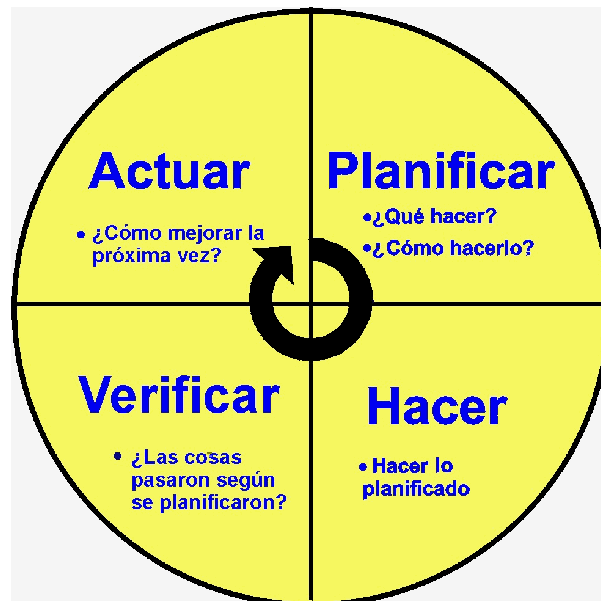 Actuar
• ¿Cómo mejorar la
próxima vez?
Planificar
•¿Qué hacer?
•¿Cómo hacerlo?
Verificar
• ¿Las cosas
pasaron según
se planificaron?
Hacer
• Hacer lo
planificado